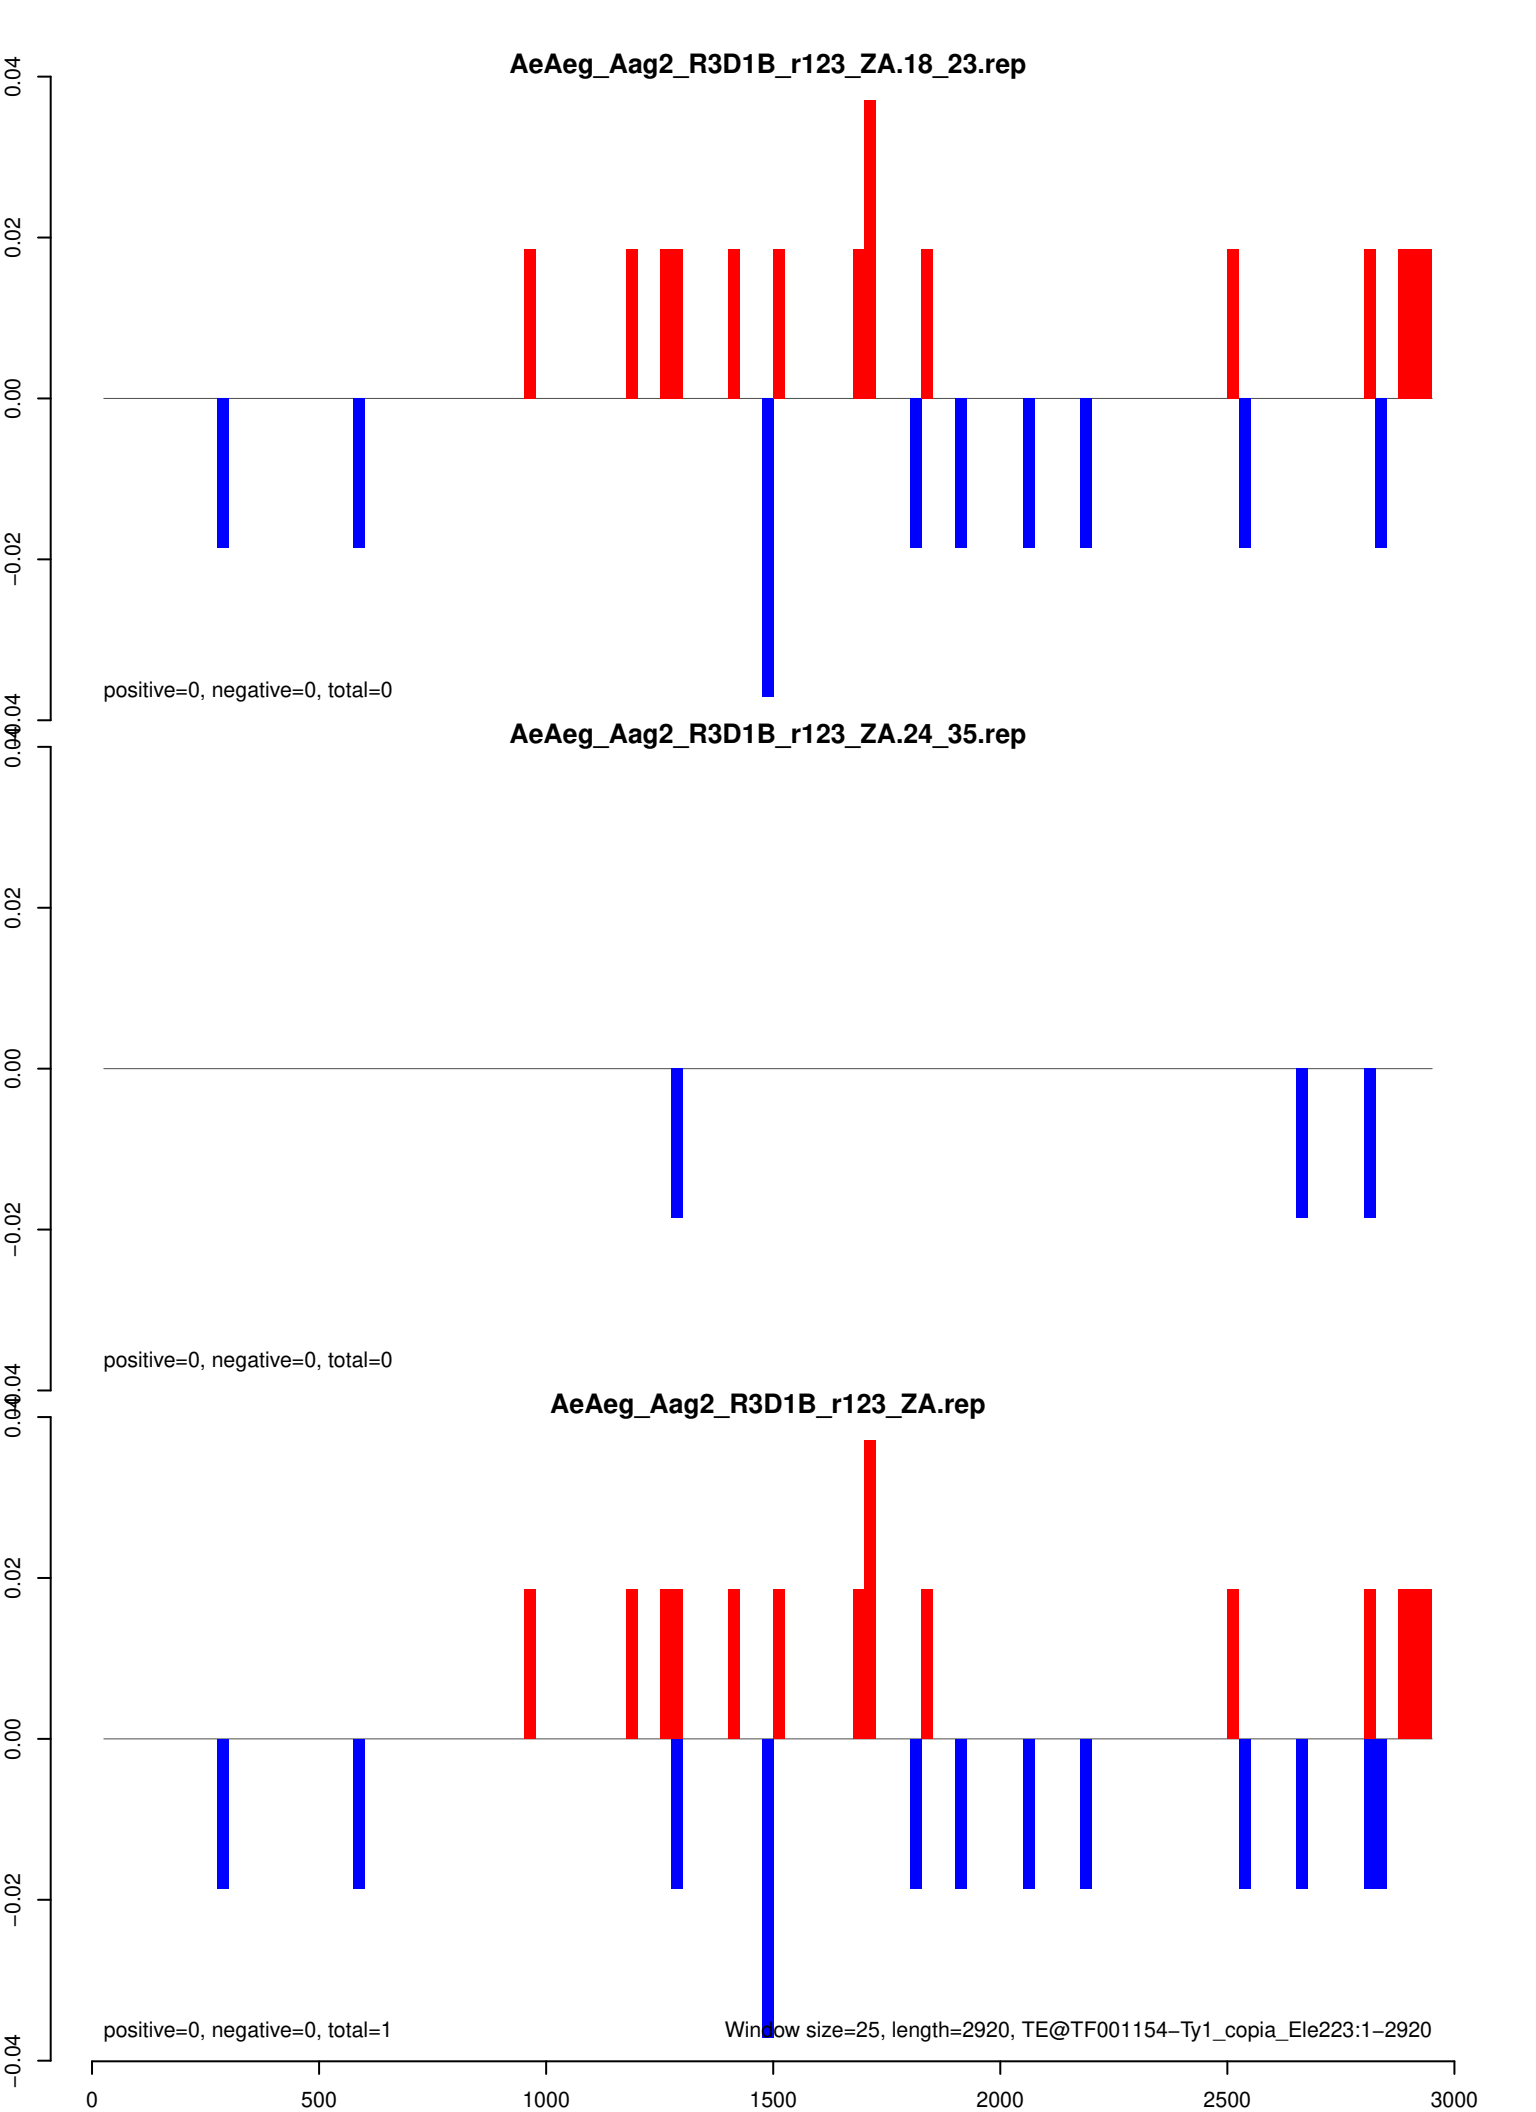 AeAeg_Aag2_R3D1B_r123_ZA.18_23.rep
0.04
0.02
0.00
−0.02
−0.04
positive=0, negative=0, total=0
AeAeg_Aag2_R3D1B_r123_ZA.24_35.rep
0.04
0.02
0.00
−0.02
−0.04
positive=0, negative=0, total=0
AeAeg_Aag2_R3D1B_r123_ZA.rep
0.04
0.02
0.00
−0.02
−0.04
positive=0, negative=0, total=1
Window size=25, length=2920, TE@TF001154−Ty1_copia_Ele223:1−2920
0 500 1000 1500 2000 2500 3000